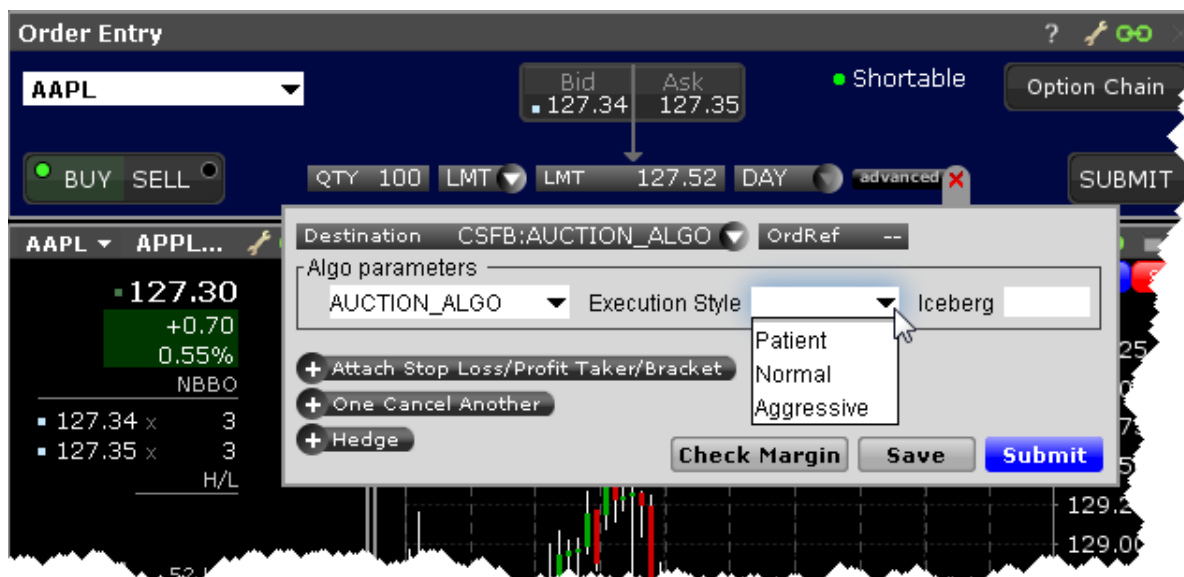 Order Entry ?
AAPL Bid Ask Shortable Option Chain
127.34 127.35
BUY SELL QTY 100 LMT LMT 127.52 DAY advanced SUBMIT
AAPL APPL... Destination CSFB:AUCTION_ALGO OrdRef --
Algo parameters
127.30 AUCTION_ALGO Execution Style Iceberg
+0.70 Patient
0.55% Attach Stop Loss/Profit Taker/Bracket Normal
NBBO One Cancel Another Aggressive
127.34 x 3 Hedge
127.35 x 3 Check Margin Save Submit
H/L
129.00